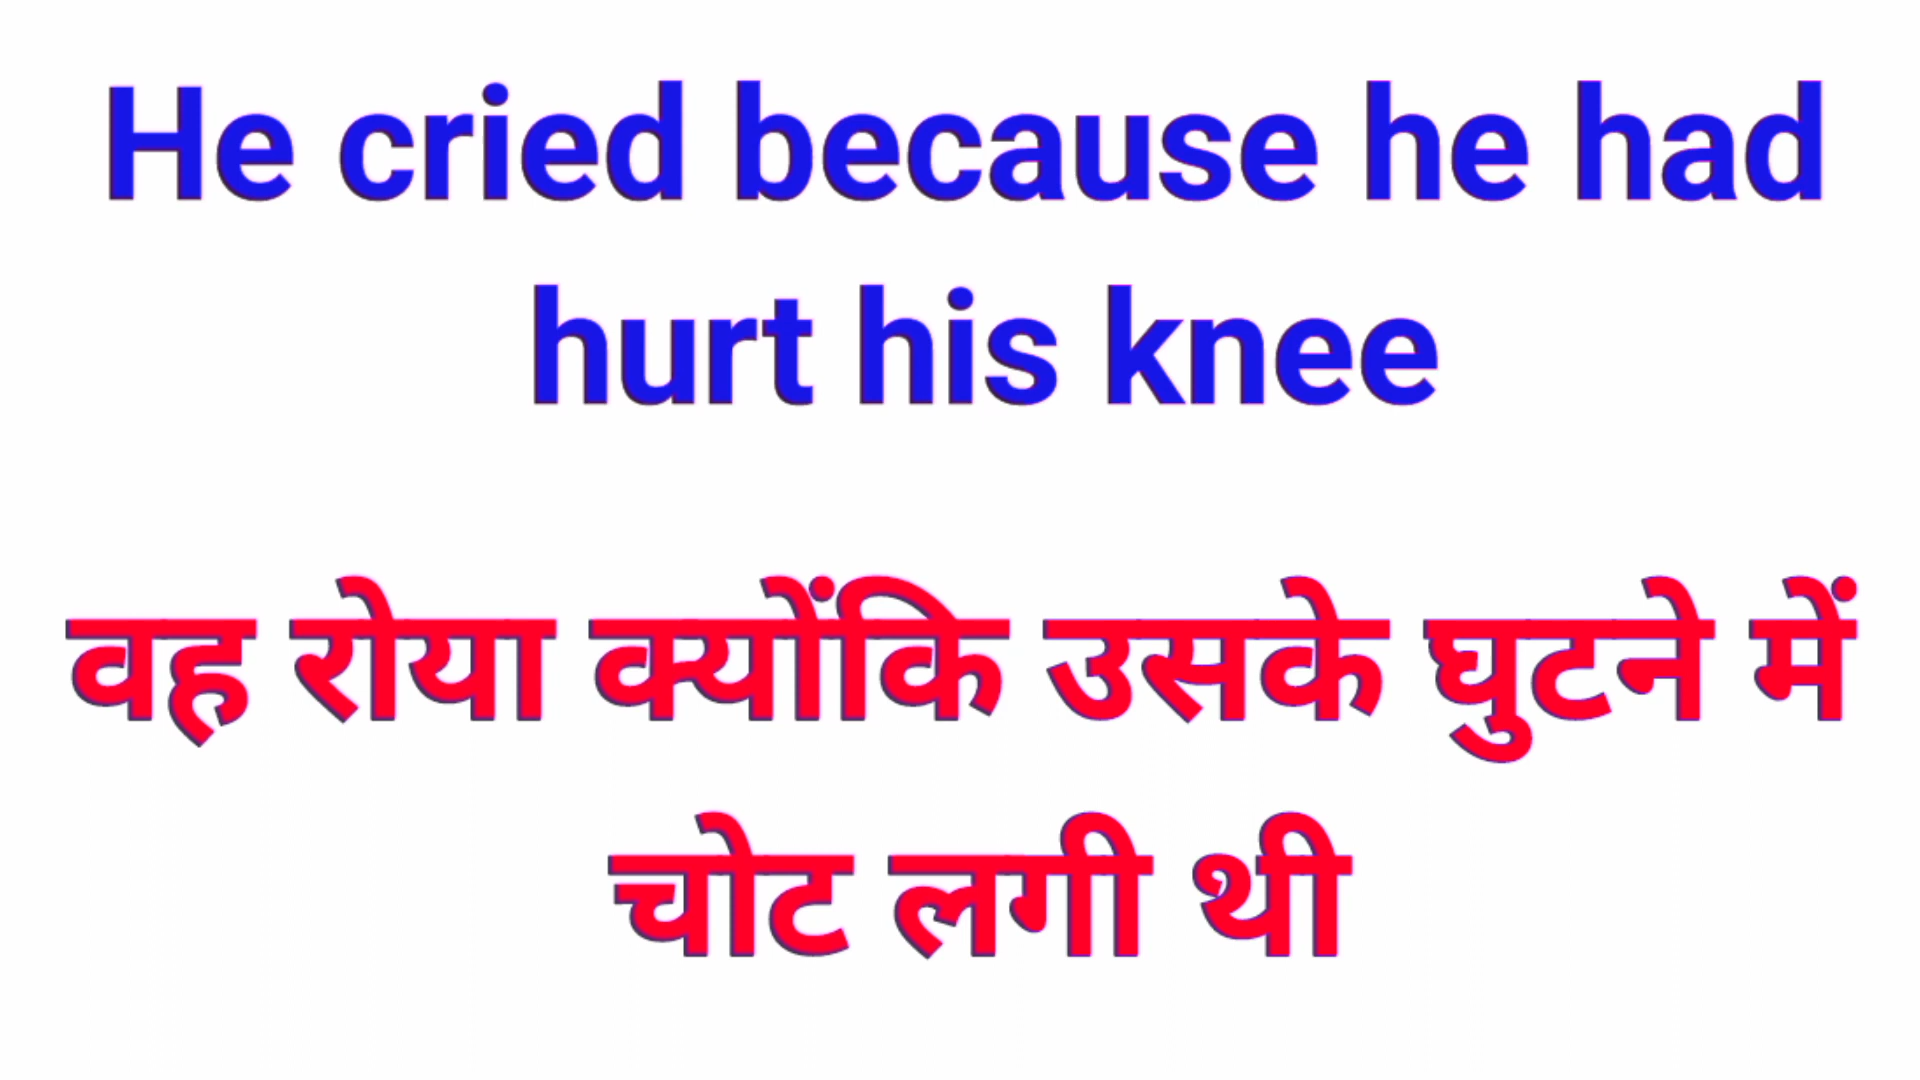 He cried because he had
hurt his knee
वह रोया क्योंकि उसके घुटने में
चोट लगी थी